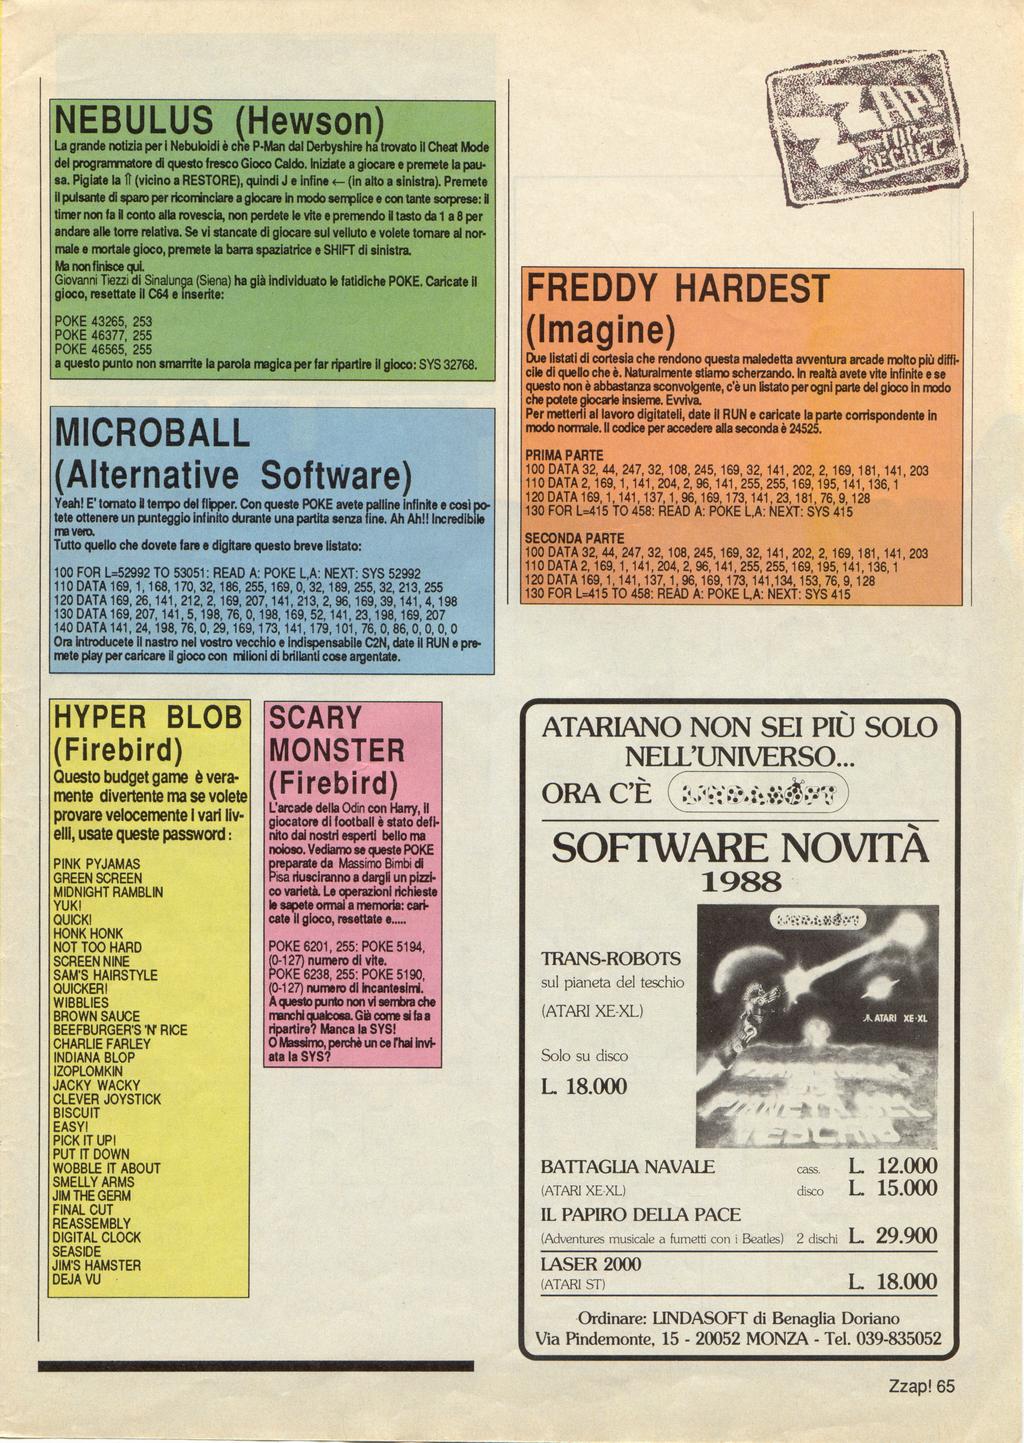 NEBULUS (Hewson)
La grande notizia per i Nebuloidi è che P-Man dal Derbyshire ha trovato il Cheat Mode
del programmatore di questo fresco Gioco Caldo. Iniziate a giocare e premete la pau-
sa. Pigiate la ⇑ (vicino a RESTORE), quindi J e infine ← (in alto a sinistra). Premete
il pulsante di sparo per ricominciare a giocare in modo semplice e con tante sorprese: il
timer non fa il conto alla rovescia, non perdete le vite e premendo il tasto da 1 a 8 per
andare alle torre relativa. Se vi stancate di giocare sul velluto e volete tornare al nor-
male e mortale gioco, premete la barra spaziatrice e SHIFT di sinistra.
Ma non finisce qui.
Giovanni Tiezzi di Sinalunga (Siena) ha già individuato le fatidiche POKE. Caricate il
gioco, resettate il C64 e inserite:
POKE 43265, 253
POKE 46377, 255
POKE 46565, 255
a questo punto non smarrite la parola magica per far ripartire il gioco: SYS 32768.
MICROBALL
(Alternative Software)
Yeah! E' tornato il tempo del flipper. Con queste POKE avete palline infinite e così po-
tete ottenere un punteggio infinito durante una partita senza fine. Ah Ah!! Incredibile
ma vero.
Tutto quello che dovete fare e digitare questo breve listato:
100 FOR L=52992 TO 53051: READ A: POKE L,A: NEXT: SYS 52992
110 DATA 169, 1, 168, 170, 32, 186, 255, 169, 0, 32, 189, 255, 32, 213, 255
120 DATA 169, 26, 141, 212, 2, 169, 207, 141, 213, 2, 96, 169, 39, 141, 4, 198
130 DATA 169, 207, 141, 5, 198, 76, 0, 198, 169, 52, 141, 23, 198, 169, 207
140 DATA 141, 24, 198, 76, 0, 29, 169, 173, 141, 179, 101, 76, 0, 86, 0, 0, 0, 0
Ora introducete il nastro nel vostro vecchio e indispensabile C2N, date il RUN e pre-
mete play per caricare il gioco con milioni di brillanti cose argentate.
HYPER BLOB
(Firebird)
Questo budget game è vera-
mente divertente ma se volete
provare velocemente i vari liv-
elli, usate queste password :
PINK PYJAMAS
GREEN SCREEN
MIDNIGHT RAMBLIN
YUK!
QUICK!
HONK HONK
NOT TOO HARD
SCREEN NINE
SAM'S HAIRSTYLE
QUICKER!
WIBBLIES
BROWN SAUCE
BEEFBURGER'S 'N' RICE
CHARLIE FARLEY
INDIANA BLOP
IZOPLOMKIN
JACKY WACKY
CLEVER JOYSTICK
BISCUIT
EASY!
PICK IT UP!
PUT IT DOWN
WOBBLE IT ABOUT
SMELLY ARMS
JIM THE GERM
FINAL CUT
REASSEMBLY
DIGITAL CLOCK
SEASIDE
JIM'S HAMSTER
DEJA VU
SCARY
MONSTER
(Firebird)
L'arcade della Odin con Harry, il
giocatore di football è stato defi-
nito dai nostri esperti bello ma
noioso. Vediamo se queste POKE
preparate da Massimo Bimbi di
Pisa riusciranno a dargli un pizzi-
co varietà. Le operazioni richieste
le sapete ormai a memoria: cari-
cate il gioco, resettate e.....
POKE 6201, 255: POKE 5194,
(0-127) numero di vite.
POKE 6238, 255: POKE 5190,
(0-127) numero di incantesimi.
A questo punto non vi sembra che
manchi qualcosa. Già come si fa a
ripartire? Manca la SYS!
O Massimo, perchè un ce l'hai invi-
ata la SYS?
ZZAP!
TOP
SECRET
FREDDY HARDEST
(Imagine)
Due listati di cortesia che rendono questa maledetta avventura arcade molto più diffi-
cile di quello che è. Naturalmente stiamo scherzando. In realtà avete vite infinite e se
questo non è abbastanza sconvolgente, c'è un listato per ogni parte del gioco in modo
che potete giocarle insieme. Evviva.
Per metterli al lavoro digitateli, date il RUN e caricate la parte corrispondente in
modo normale. Il codice per accedere alla seconda è 24525.
PRIMA PARTE
100 DATA 32, 44, 247, 32, 108, 245, 169, 32, 141, 202, 2, 169, 181, 141, 203
110 DATA 2, 169, 1, 141, 204, 2, 96, 141, 255, 255, 169, 195, 141, 136, 1
120 DATA 169, 1, 141, 137, 1, 96, 169, 173, 141, 23, 181, 76, 9, 128
130 FOR L=415 TO 458: READ A: POKE L,A: NEXT: SYS 415
SECONDA PARTE
100 DATA 32, 44, 247, 32, 108, 245, 169, 32, 141, 202, 2, 169, 181, 141, 203
110 DATA 2, 169, 1, 141, 204, 2, 96, 141, 255, 255, 169, 195, 141, 136, 1
120 DATA 169, 1, 141, 137, 1, 96, 169, 173, 141,134, 153, 76, 9, 128
130 FOR L=415 TO 458: READ A: POKE L,A: NEXT: SYS 415
ATARIANO NON SEI PIÙ SOLO
NELL'UNIVERSO...
ORA C'È LINDASOFT
SOFTWARE NOVITÀ
1988
TRANS-ROBOTS
sul pianeta del teschio
(ATARI XE-XL)
Solo su disco
L. 18.000
LINDASOFT
ATARI XE-XL
PIANETA DEL
TESCHIO
BATTAGLIA NAVALE cass. L. 12.000
(ATARI XE-XL) disco L. 15.000
IL PAPIRO DELLA PACE
(Adventures musicale a fumetti con i Beatles) 2 dischi L. 29.900
LASER 2000
(ATARI ST) L. 18.000
Ordinare: LINDASOFT di Benaglia Doriano
Via Pindemonte, 15 - 20052 MONZA - Tel. 039-835052
Zzap! 65